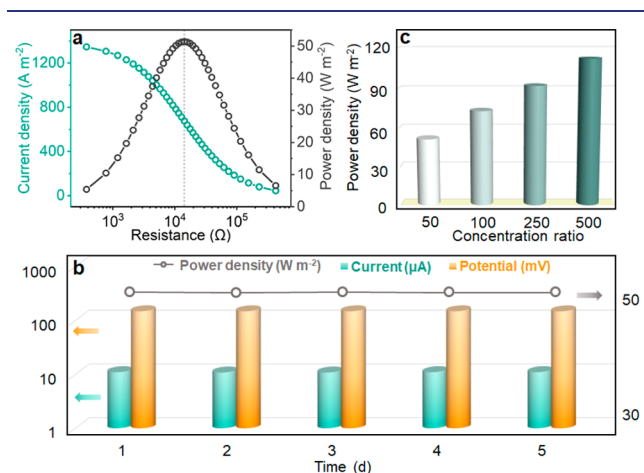 a
Current density (A m⁻²)
1200
800
400
0
50
40
30
20
10
0
Power density (W m⁻²)
10³
10⁴
10⁵
Resistance (Ω)
c
Power density (W m⁻²)
120
90
60
30
0
50 100 250 500
Concentration ratio
b
Power density (W m⁻²) Current (μA) Potential (mV)
1000
100
10
1
50
30
1 2 3 4 5
Time (d)